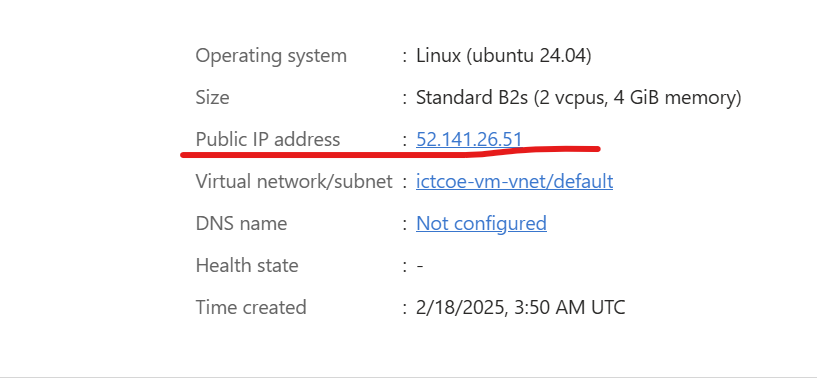 Operating system : Linux (ubuntu 24.04)
Size : Standard B2s (2 vcpus, 4 GiB memory)
Public IP address : 52.141.26.51
Virtual network/subnet : ictcoe-vm-vnet/default
DNS name : Not configured
Health state : -
Time created : 2/18/2025, 3:50 AM UTC